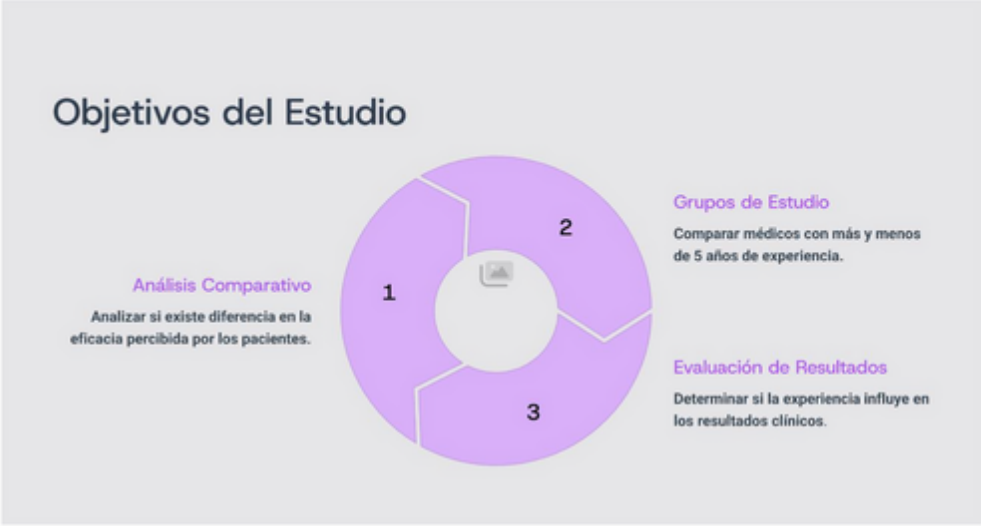 Objetivos del Estudio
1
Análisis Comparativo
Analizar si existe diferencia en la
eficacia percibida por los pacientes.
2
Grupos de Estudio
Comparar médicos con más y menos
de 5 años de experiencia.
3
Evaluación de Resultados
Determinar si la experiencia influye en
los resultados clínicos.